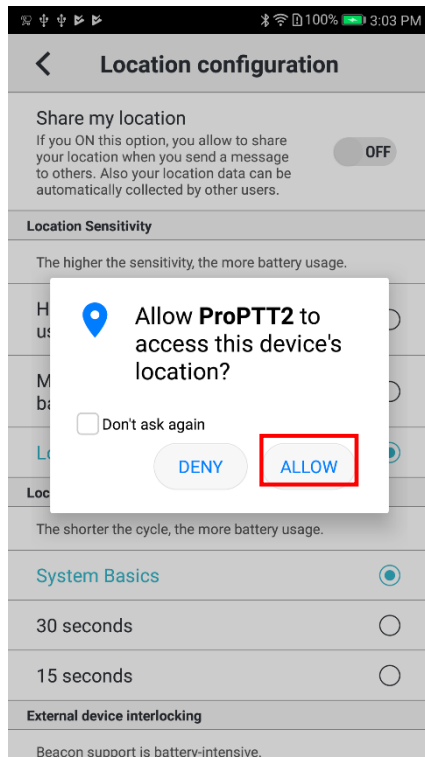 100% 3:03 PM
Location configuration
Share my location
If you ON this option, you allow to share
your location when you send a message
to others. Also your location data can be
automatically collected by other users.
OFF
Location Sensitivity
The higher the sensitivity, the more battery usage.
Allow ProPTT2 to
access this device's
location?
Don't ask again
DENY ALLOW
The shorter the cycle, the more battery usage.
System Basics
30 seconds
15 seconds
External device interlocking
Beacon support is battery-intensive.